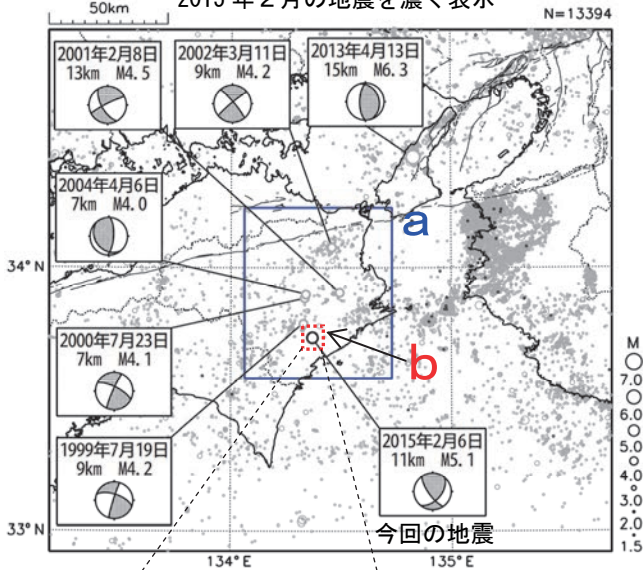 50km
2015年2月の地震を濃く表示
N=13394
2001年2月8日
13km M4.5
2002年3月11日
9km M4.2
2013年4月13日
15km M6.3
2004年4月6日
7km M4.0
a
34°N
2000年7月23日
7km M4.1
b
M
7.0
6.0
5.0
4.0
3.0
2.0
1.5
1999年7月19日
9km M4.2
2015年2月6日
11km M5.1
今回の地震
33°N
134°E
135°E